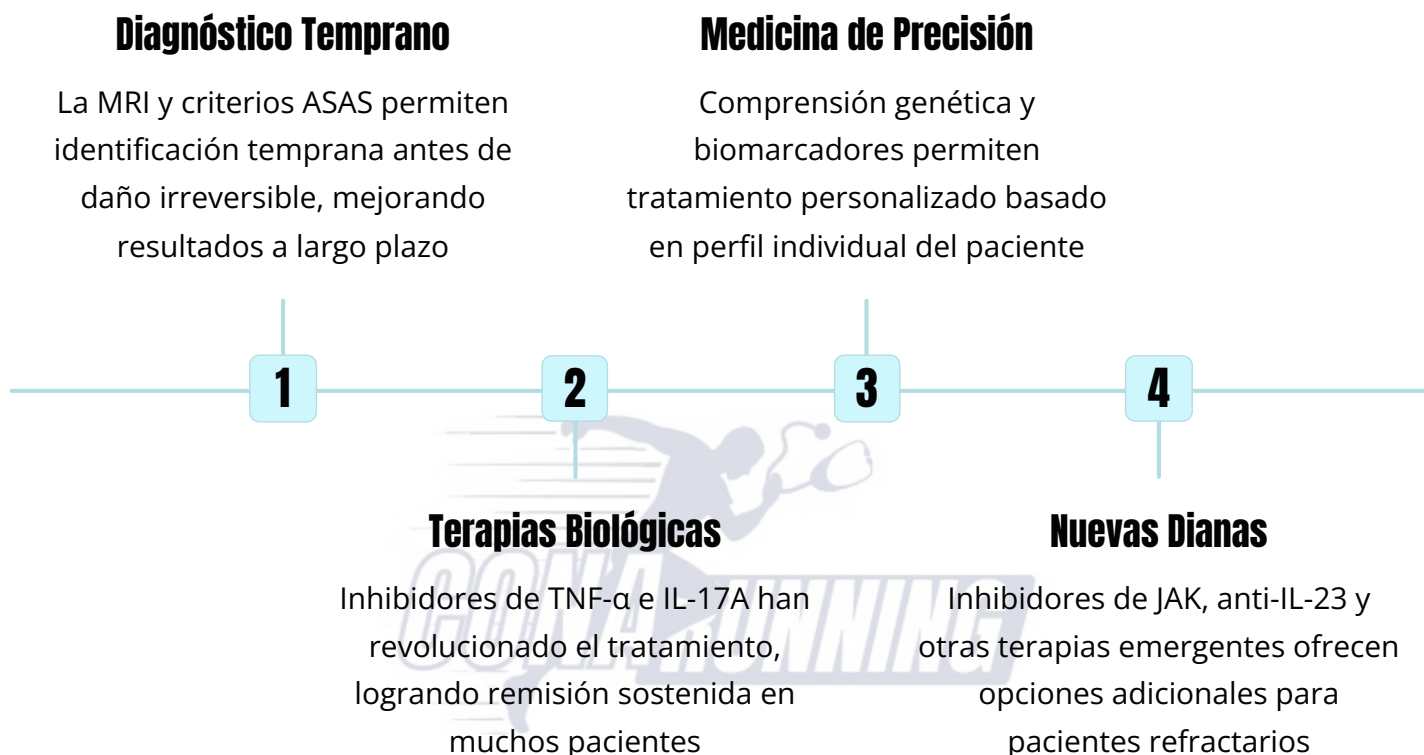 Diagnóstico Temprano
La MRI y criterios ASAS permiten
identificación temprana antes de
daño irreversible, mejorando
resultados a largo plazo
Medicina de Precisión
Comprensión genética y
biomarcadores permiten
tratamiento personalizado basado
en perfil individual del paciente
1
2
3
4
Terapias Biológicas
Inhibidores de TNF-α e IL-17A han
revolucionado el tratamiento,
logrando remisión sostenida en
muchos pacientes
Nuevas Dianas
Inhibidores de JAK, anti-IL-23 y
otras terapias emergentes ofrecen
opciones adicionales para
pacientes refractarios
CONARUNNING